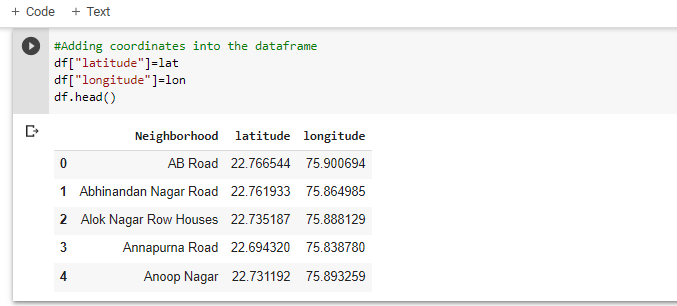 + Code + Text
#Adding coordinates into the dataframe
df["latitude"]=lat
df["longitude"]=lon
df.head()
Neighborhood latitude longitude
0 AB Road 22.766544 75.900694
1 Abhinandan Nagar Road 22.761933 75.864985
2 Alok Nagar Row Houses 22.735187 75.888129
3 Annapurna Road 22.694320 75.838780
4 Anoop Nagar 22.731192 75.893259